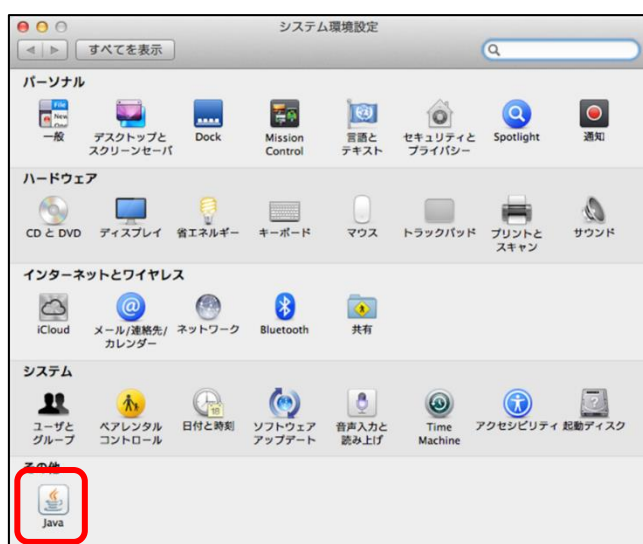 システム環境設定
すべてを表示
パーソナル
一般
デスクトップと
スクリーンセーバ
Dock
Mission
Control
言語と
テキスト
セキュリティと
プライバシー
Spotlight
通知
ハードウェア
CD と DVD
ディスプレイ
省エネルギー
キーボード
マウス
トラックパッド
プリントと
スキャン
サウンド
インターネットとワイヤレス
iCloud
メール/連絡先/
カレンダー
ネットワーク
Bluetooth
共有
システム
ユーザと
グループ
ペアレンタル
コントロール
日付と時刻
ソフトウェア
アップデート
音声入力と
読み上げ
Time
Machine
アクセシビリティ
起動ディスク
その他
Java